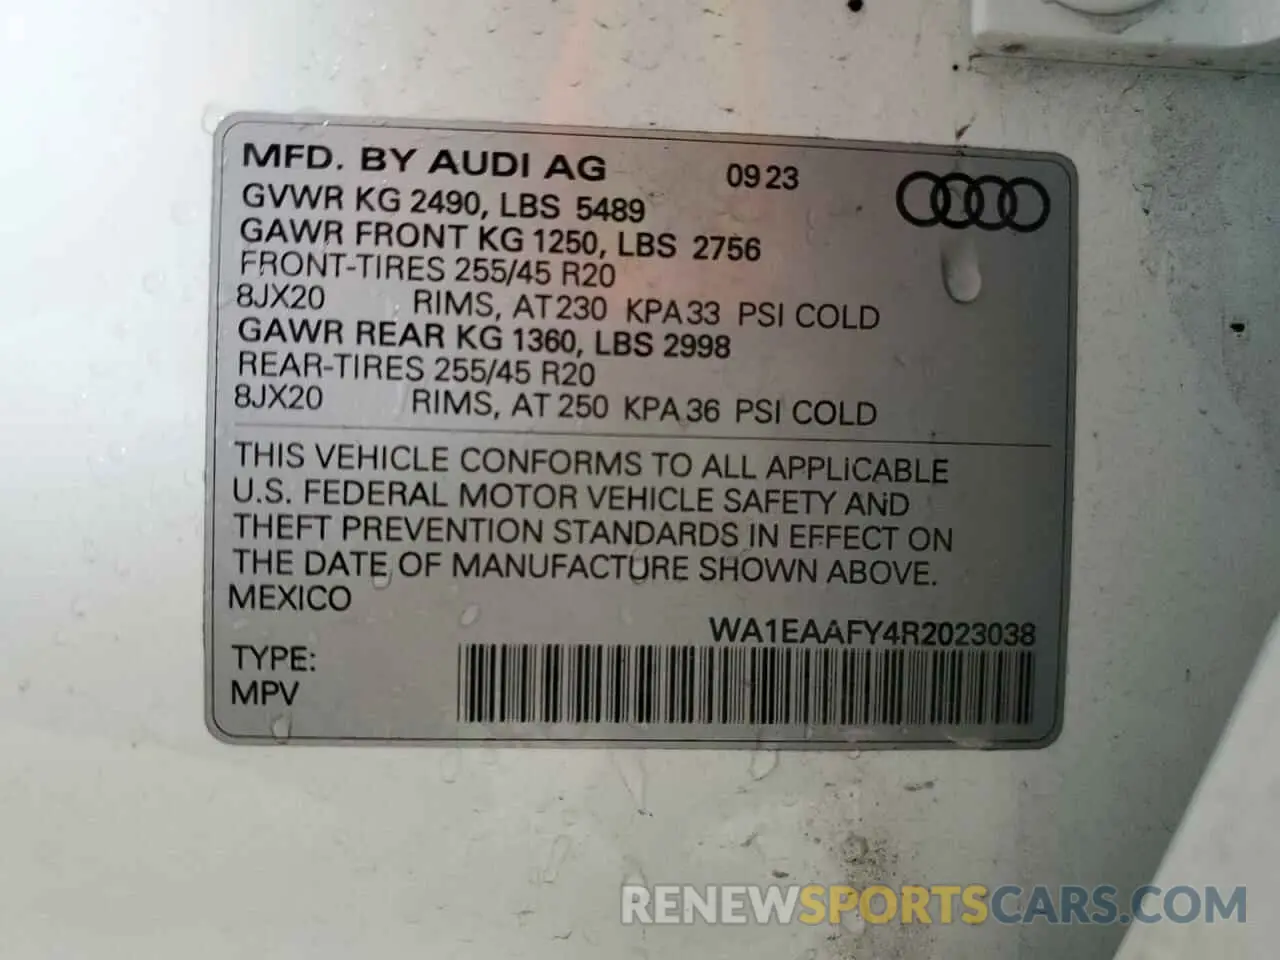 MFD. BY AUDI AG 09 23
GVWR KG 2490, LBS 5489
GAWR FRONT KG 1250, LBS 2756
FRONT-TIRES 255/45 R20
8JX20 RIMS, AT 230 KPA 33 PSI COLD
GAWR REAR KG 1360, LBS 2998
REAR-TIRES 255/45 R20
8JX20 RIMS, AT 250 KPA 36 PSI COLD
THIS VEHICLE CONFORMS TO ALL APPLiCABLE
U.S. FEDERAL MOTOR VEHICLE SAFETY AND
THEFT PREVENTION STANDARDS IN EFFECT ON
THE DATE OF MANUFACTURE SHOWN ABOVE.
MEXICO
WA1EAAFY4R2023038
TYPE:
MPV
RENEWSPORTSCARS.COM